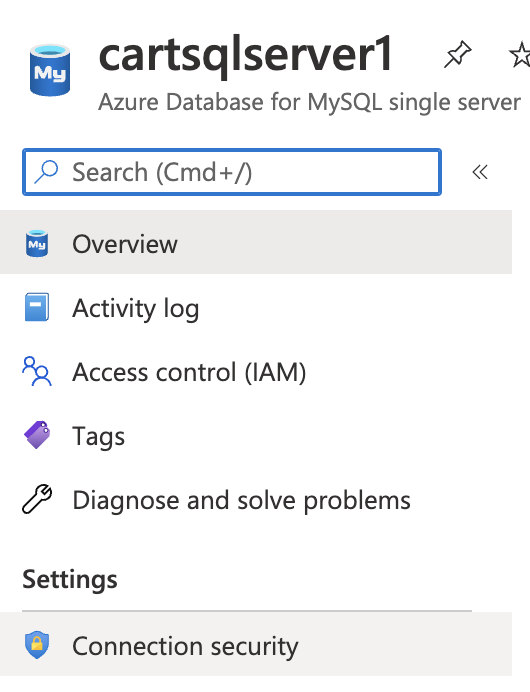 cartsqlserver1
My
Azure Database for MySQL single server
Search (Cmd+/)
My
Overview
Activity log
Access control (IAM)
Tags
Diagnose and solve problems
Settings
Connection security